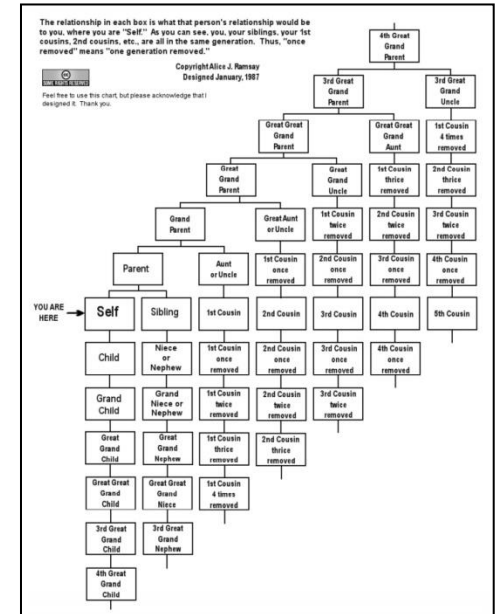 The relationship in each box is what that person's relationship would be
to you, where you are "Self." As you can see, you, your siblings, your 1st
cousins, 2nd cousins, etc., are all in the same generation. Thus, "once
removed" means "one generation removed."
Copyright Alice J. Ramsay
Designed January, 1987
Feel free to use this chart, but please acknowledge that I
designed it. Thank you.
4th Great
Grand
Parent
3rd Great
Grand
Parent
3rd Great
Grand
Uncle
Great Great
Grand
Parent
Great Great
Grand
Aunt
1st Cousin
4 times
removed
Great
Grand
Parent
Great
Grand
Uncle
1st Cousin
thrice
removed
2nd Cousin
thrice
removed
Grand
Parent
Great Aunt
or Uncle
1st Cousin
twice
removed
2nd Cousin
twice
removed
3rd Cousin
twice
removed
Parent
Aunt
or Uncle
1st Cousin
once
removed
2nd Cousin
once
removed
3rd Cousin
once
removed
4th Cousin
once
removed
YOU ARE
HERE
Self
Sibling
1st Cousin
2nd Cousin
3rd Cousin
4th Cousin
5th Cousin
Child
Niece
or
Nephew
1st Cousin
once
removed
2nd Cousin
once
removed
3rd Cousin
once
removed
4th Cousin
once
removed
Grand
Child
Grand
Niece or
Nephew
1st Cousin
twice
removed
2nd Cousin
twice
removed
3rd Cousin
twice
removed
Great
Grand
Child
Great
Grand
Nephew
1st Cousin
thrice
removed
2nd Cousin
thrice
removed
Great Great
Grand
Child
Great Great
Grand
Niece
1st Cousin
4 times
removed
3rd Great
Grand
Child
3rd Great
Grand
Nephew
4th Great
Grand
Child